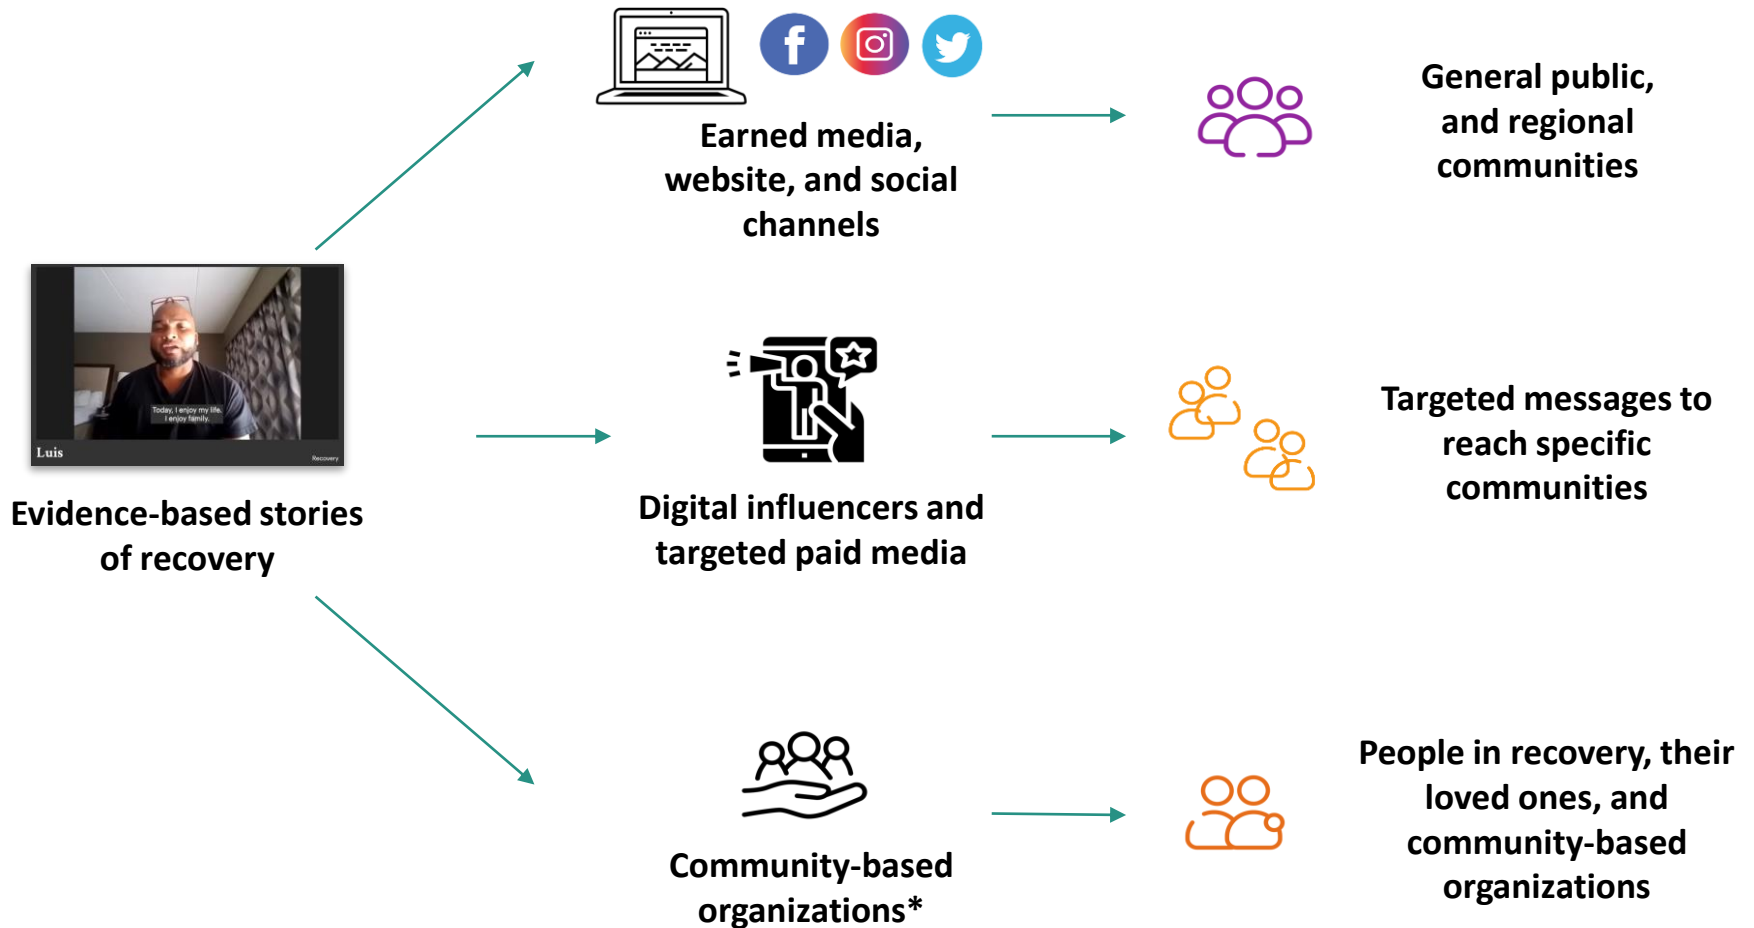 Earned media,
website, and social
channels
General public,
and regional
communities
Today, I enjoy my life.
I enjoy family.
Luis
Recovery
Evidence-based stories
of recovery
Digital influencers and
targeted paid media
Targeted messages to
reach specific
communities
Community-based
organizations*
People in recovery, their
loved ones, and
community-based
organizations